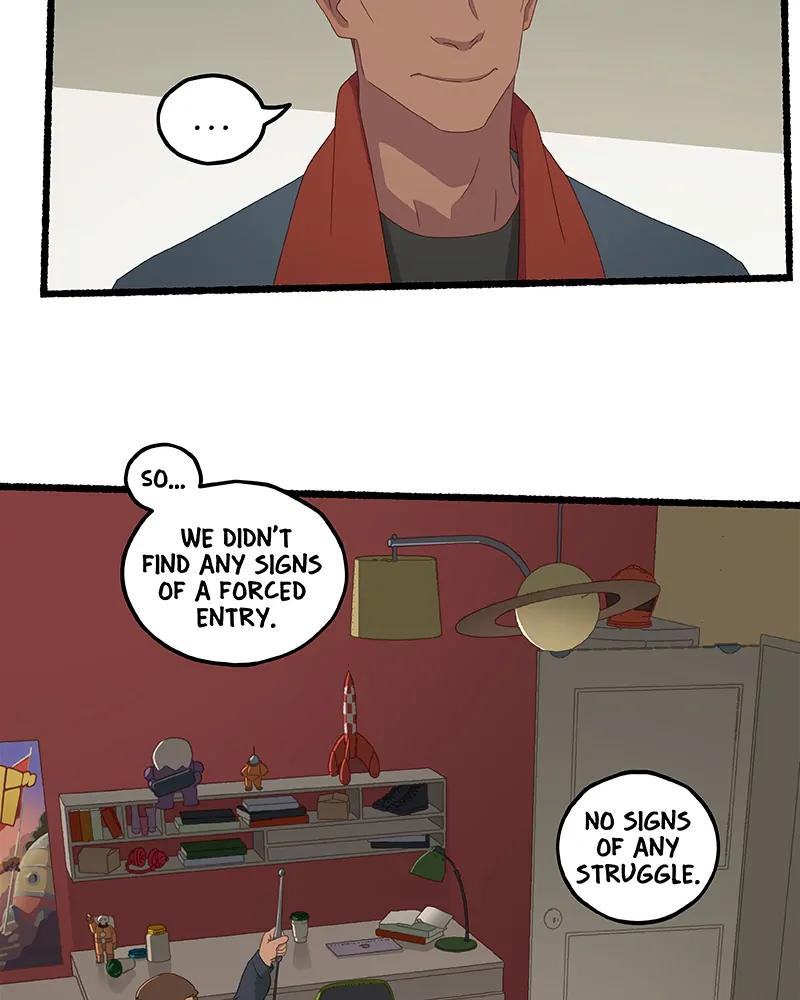 ...
SO...
WE DIDN'T
FIND ANY SIGNS
OF A FORCED
ENTRY.
NO SIGNS
OF ANY
STRUGGLE.